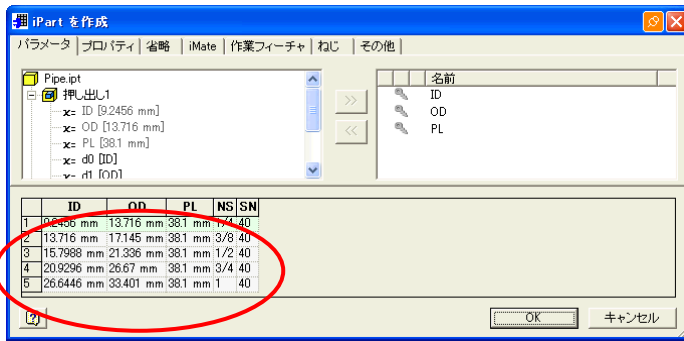 iPart を作成
パラメータ プロパティ 省略 iMate 作業フィーチャ ねじ その他
Pipe.ipt
押し出し1
x= ID [9.2456 mm]
x= OD [13.716 mm]
x= PL [38.1 mm]
x= d0 [ID]
x= d1 [OD]
>>
<<
名前
ID
OD
PL
ID OD PL NS SN
1 9.2456 mm 13.716 mm 38.1 mm 1/4 40
2 13.716 mm 17.145 mm 38.1 mm 3/8 40
3 15.7988 mm 21.336 mm 38.1 mm 1/2 40
4 20.9296 mm 26.67 mm 38.1 mm 3/4 40
5 26.6446 mm 33.401 mm 38.1 mm 1 40
?
OK キャンセル